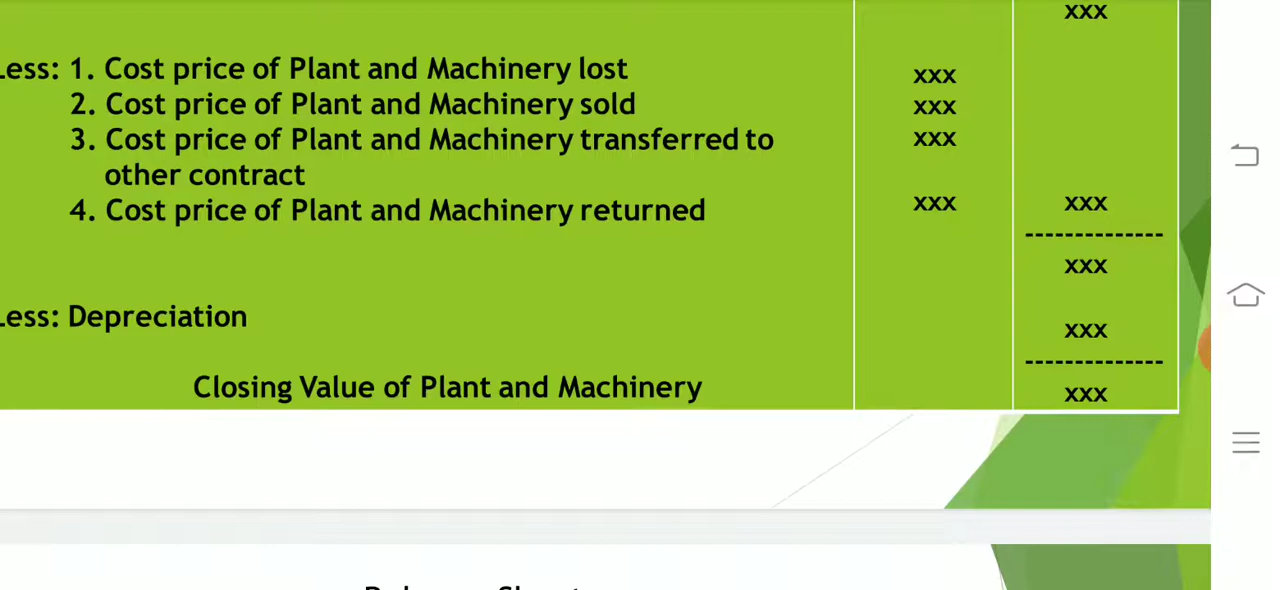 xxx
Less: 1. Cost price of Plant and Machinery lost xxx
2. Cost price of Plant and Machinery sold xxx
3. Cost price of Plant and Machinery transferred to xxx
other contract
4. Cost price of Plant and Machinery returned xxx xxx
--------------
xxx
Less: Depreciation xxx
--------------
Closing Value of Plant and Machinery xxx